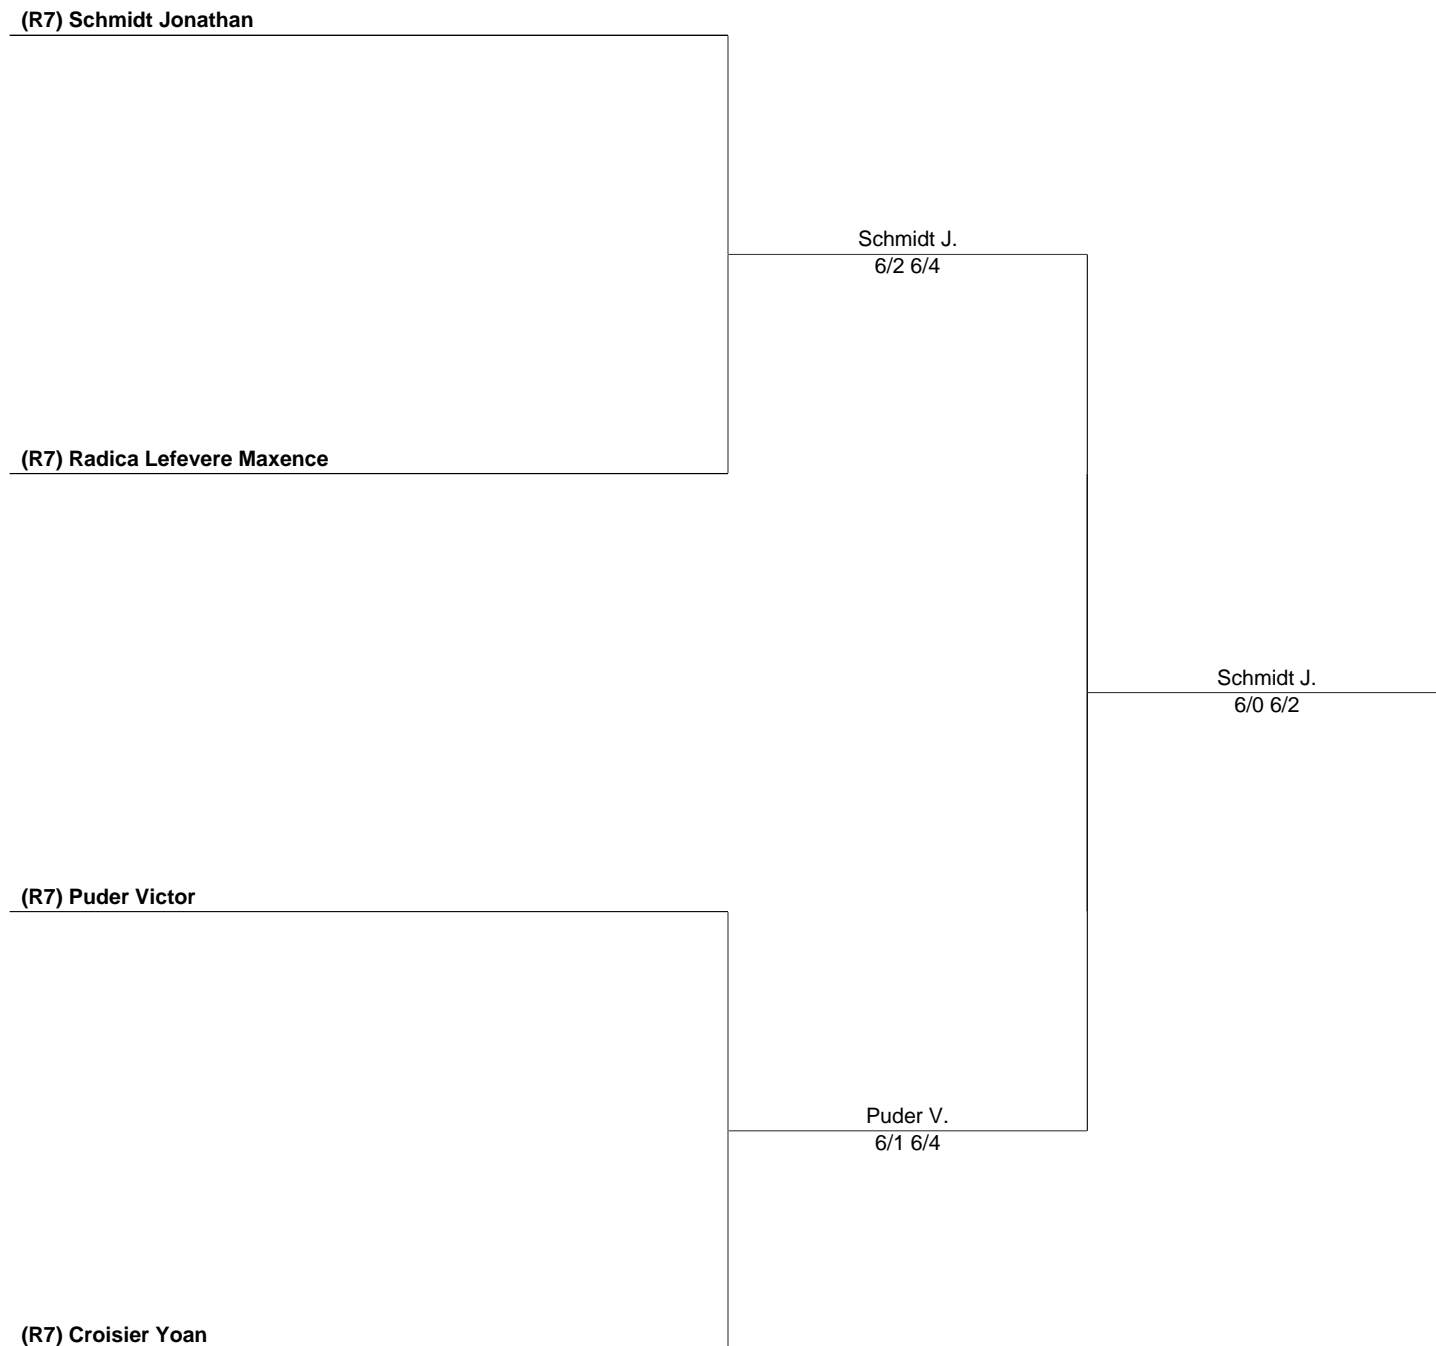 (R7) Schmidt Jonathan
Schmidt J.
6/2 6/4
(R7) Radica Lefevere Maxence
Schmidt J.
6/0 6/2
(R7) Puder Victor
Puder V.
6/1 6/4
(R7) Croisier Yoan